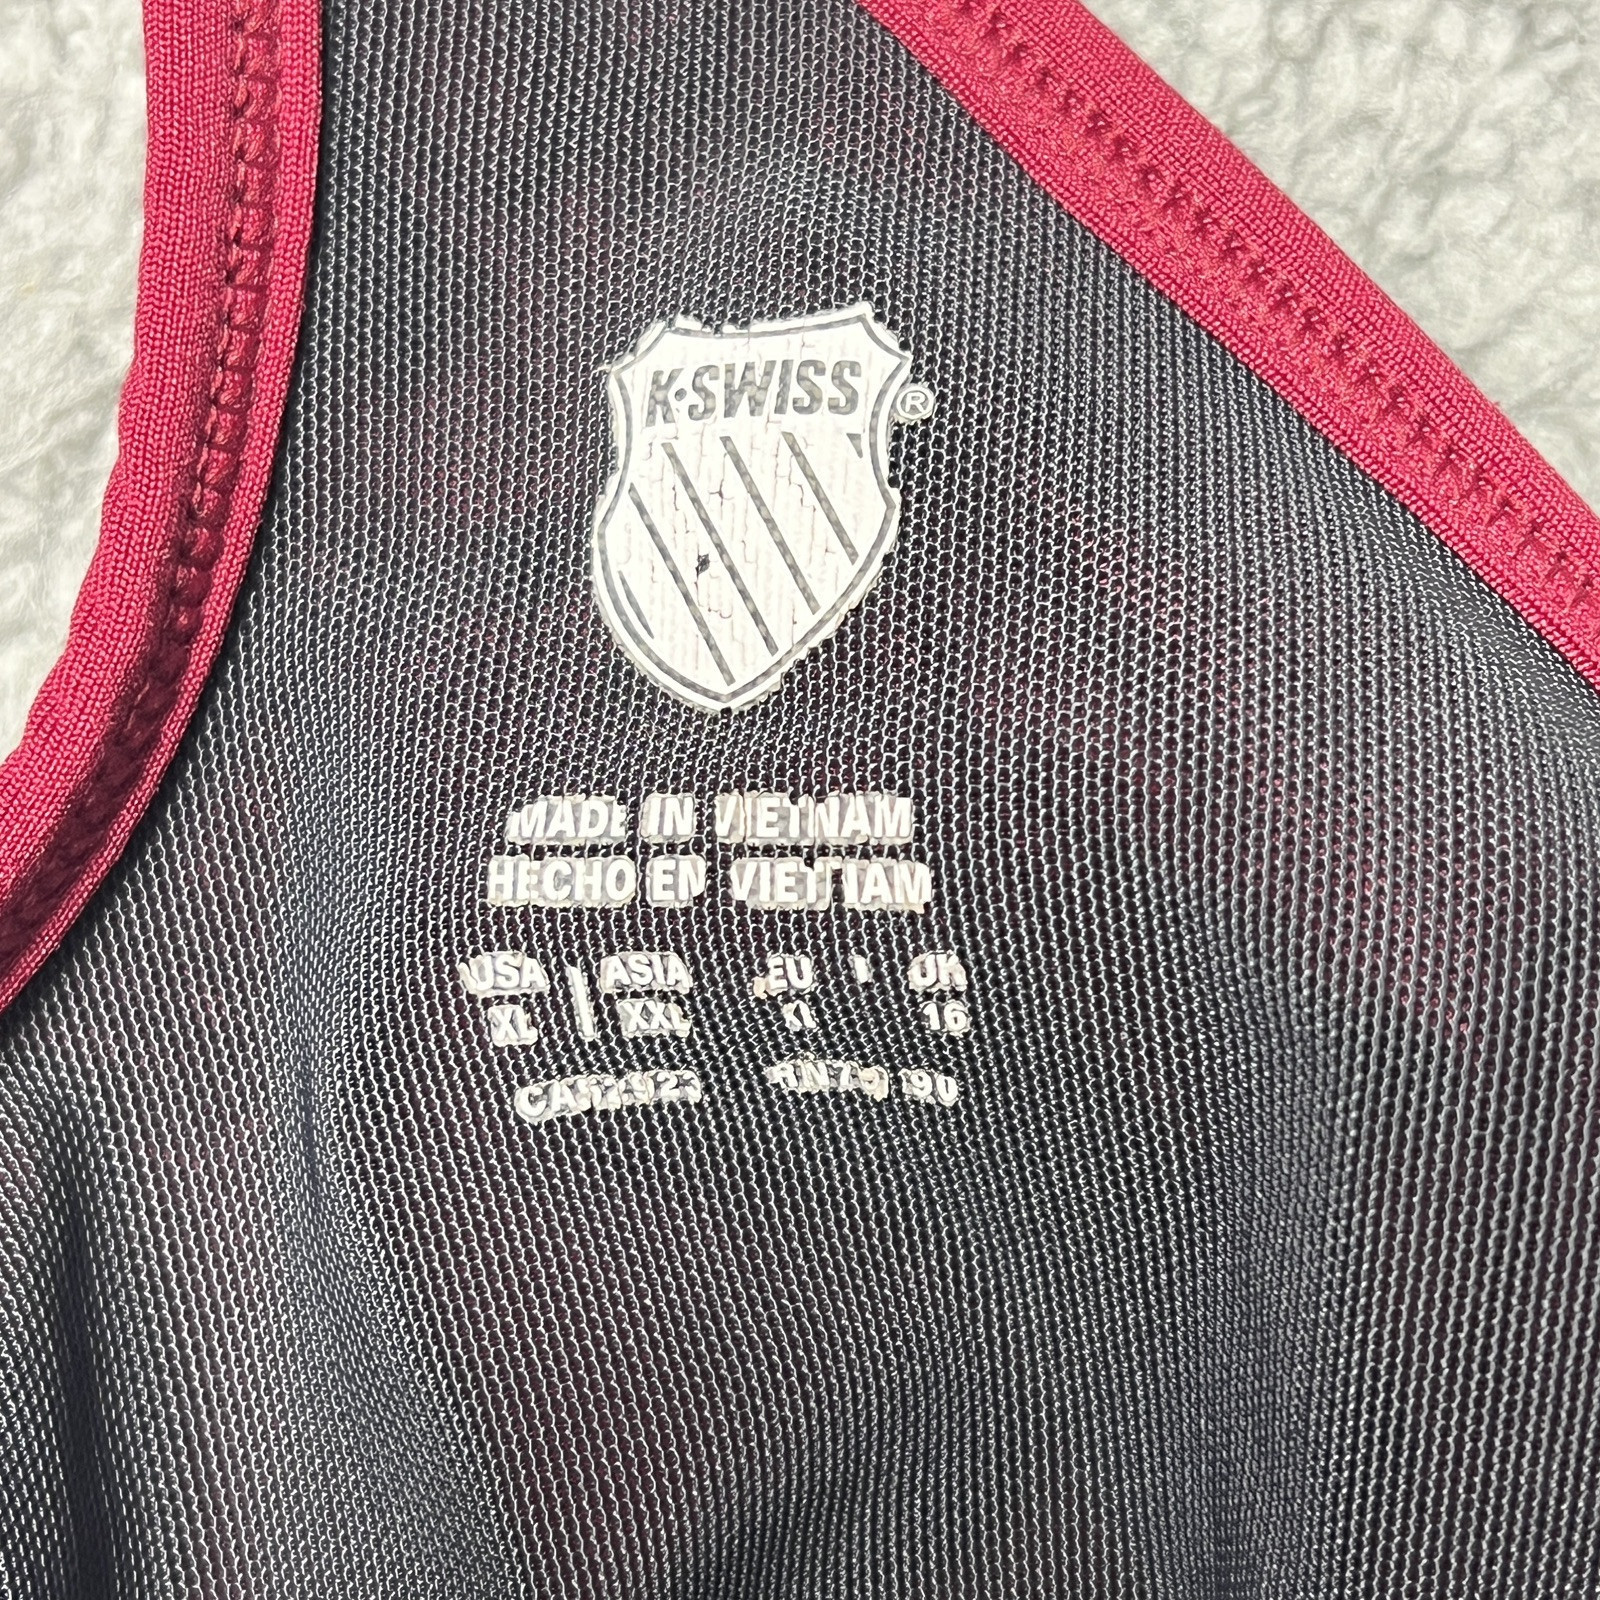 K·SWISS ®
MADE IN VIETNAM
HECHO EN VIETNAM
USA | ASIA EU UK
XL | XXL XL 16